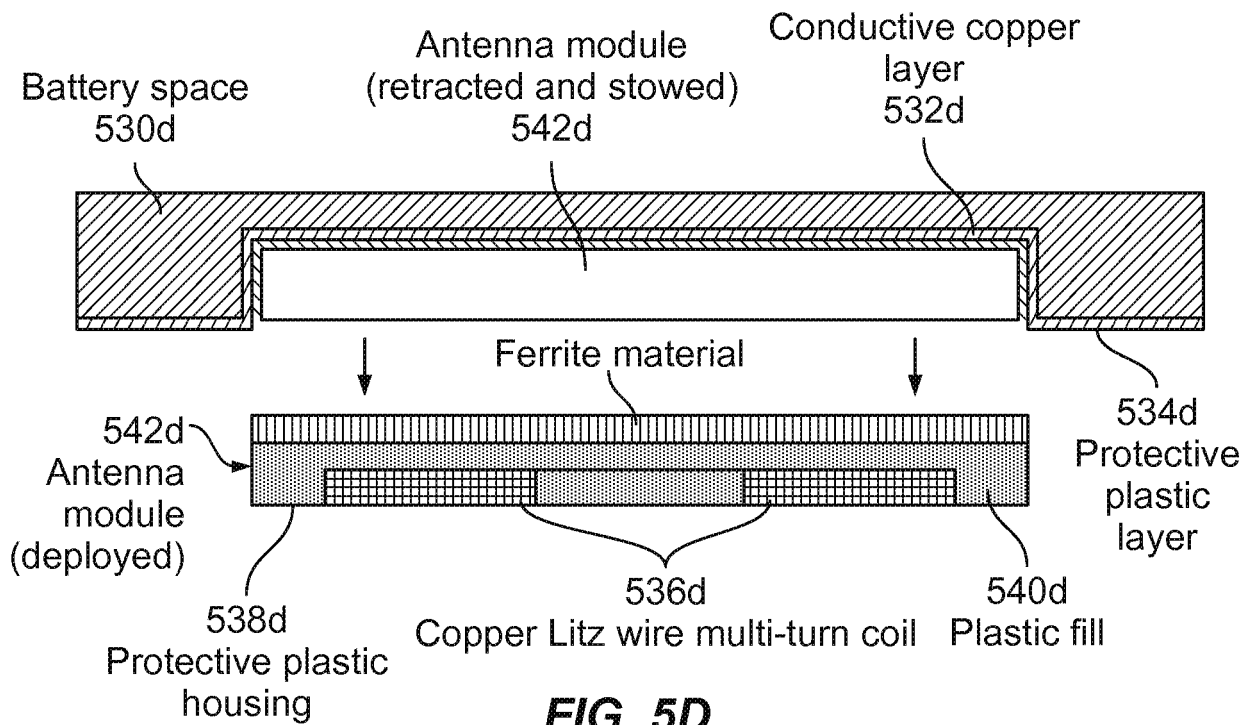 Battery space
530d
Antenna module
(retracted and stowed)
542d
Conductive copper
layer
532d
Ferrite material
542d
Antenna
module
(deployed)
534d
Protective
plastic
layer
538d
Protective plastic
housing
536d
Copper Litz wire multi-turn coil
540d
Plastic fill
FIG. 5D